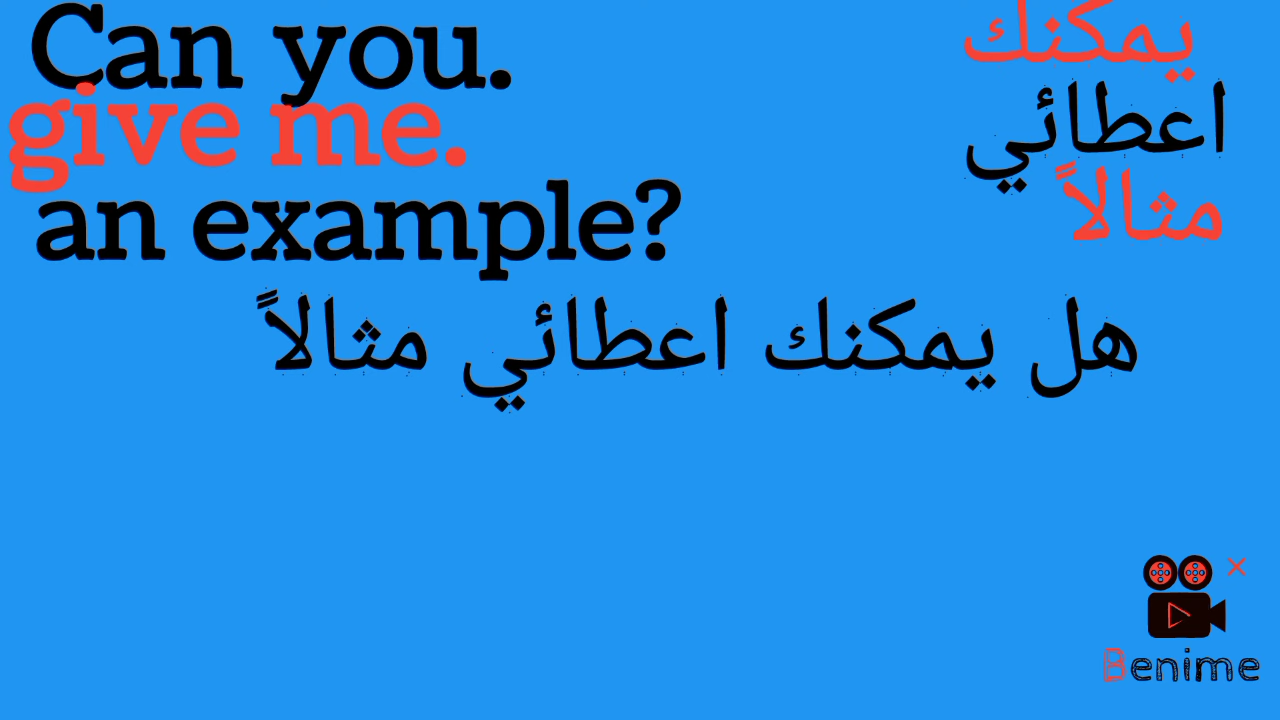 Can you.
give me.
an example?
يمكنك
اعطائي
مثالاً
هل يمكنك اعطائي مثالاً
Benime